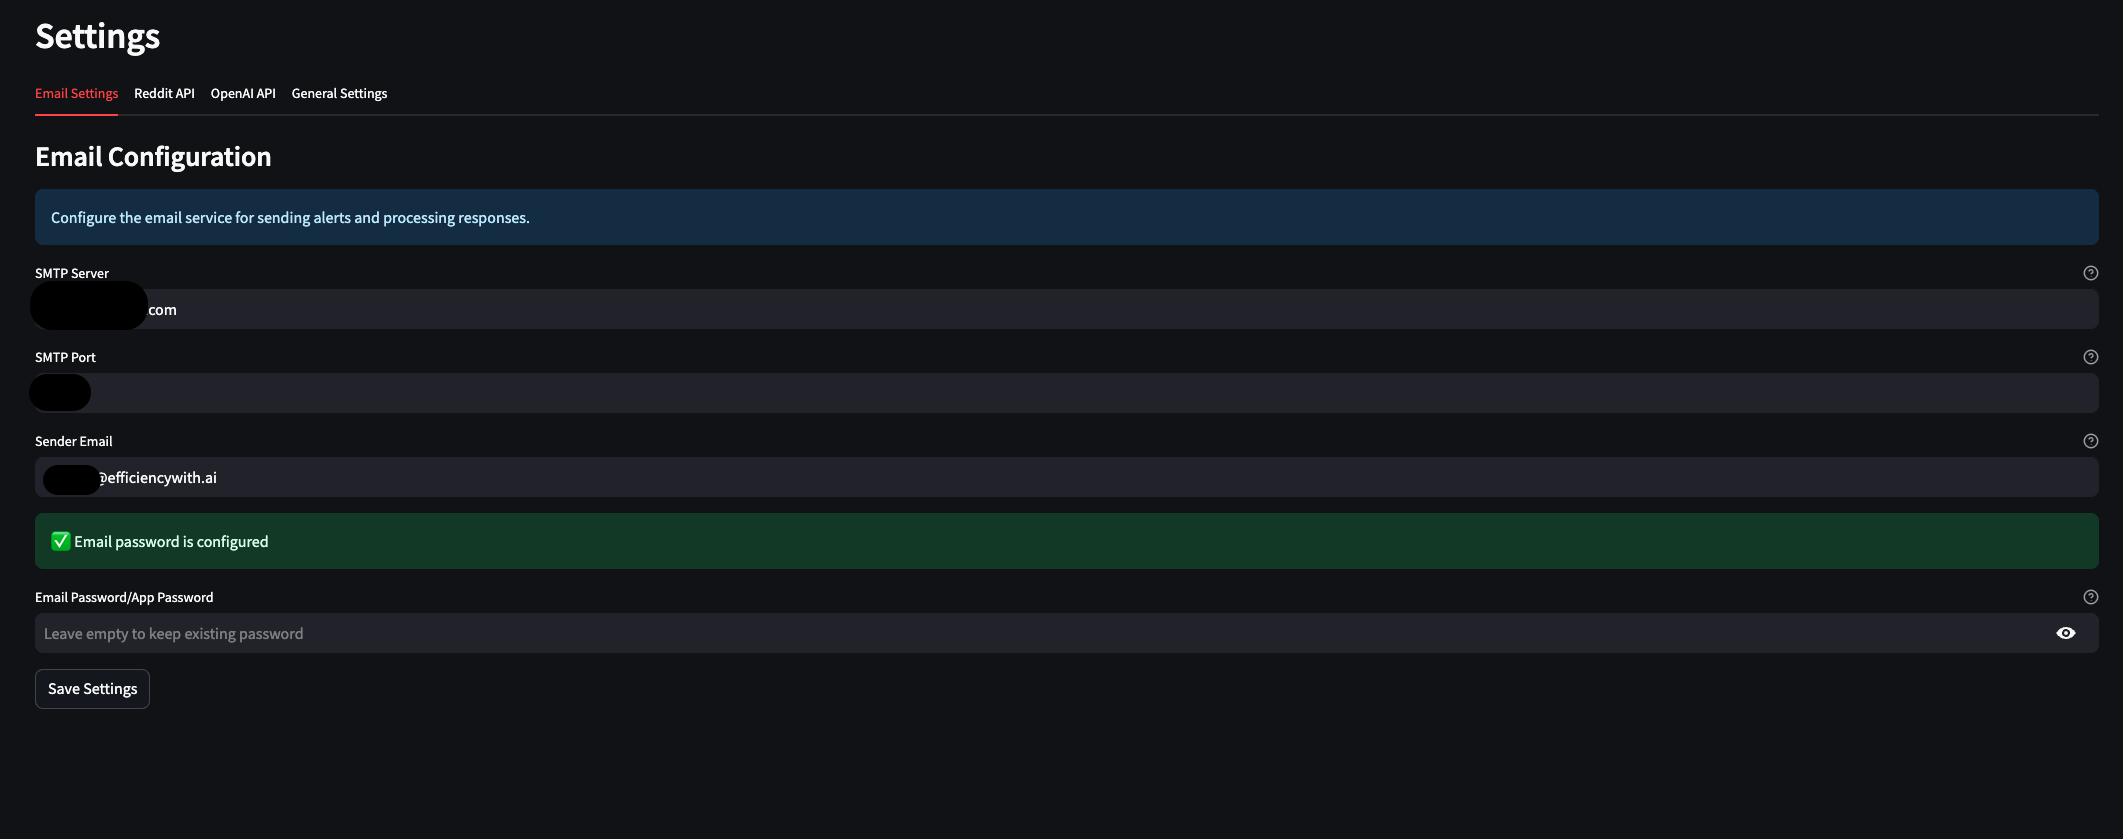 Settings
Email Settings Reddit API OpenAI API General Settings
Email Configuration
Configure the email service for sending alerts and processing responses.
SMTP Server
.com
SMTP Port
Sender Email
@efficiencywith.ai
✅ Email password is configured
Email Password/App Password
Leave empty to keep existing password
Save Settings